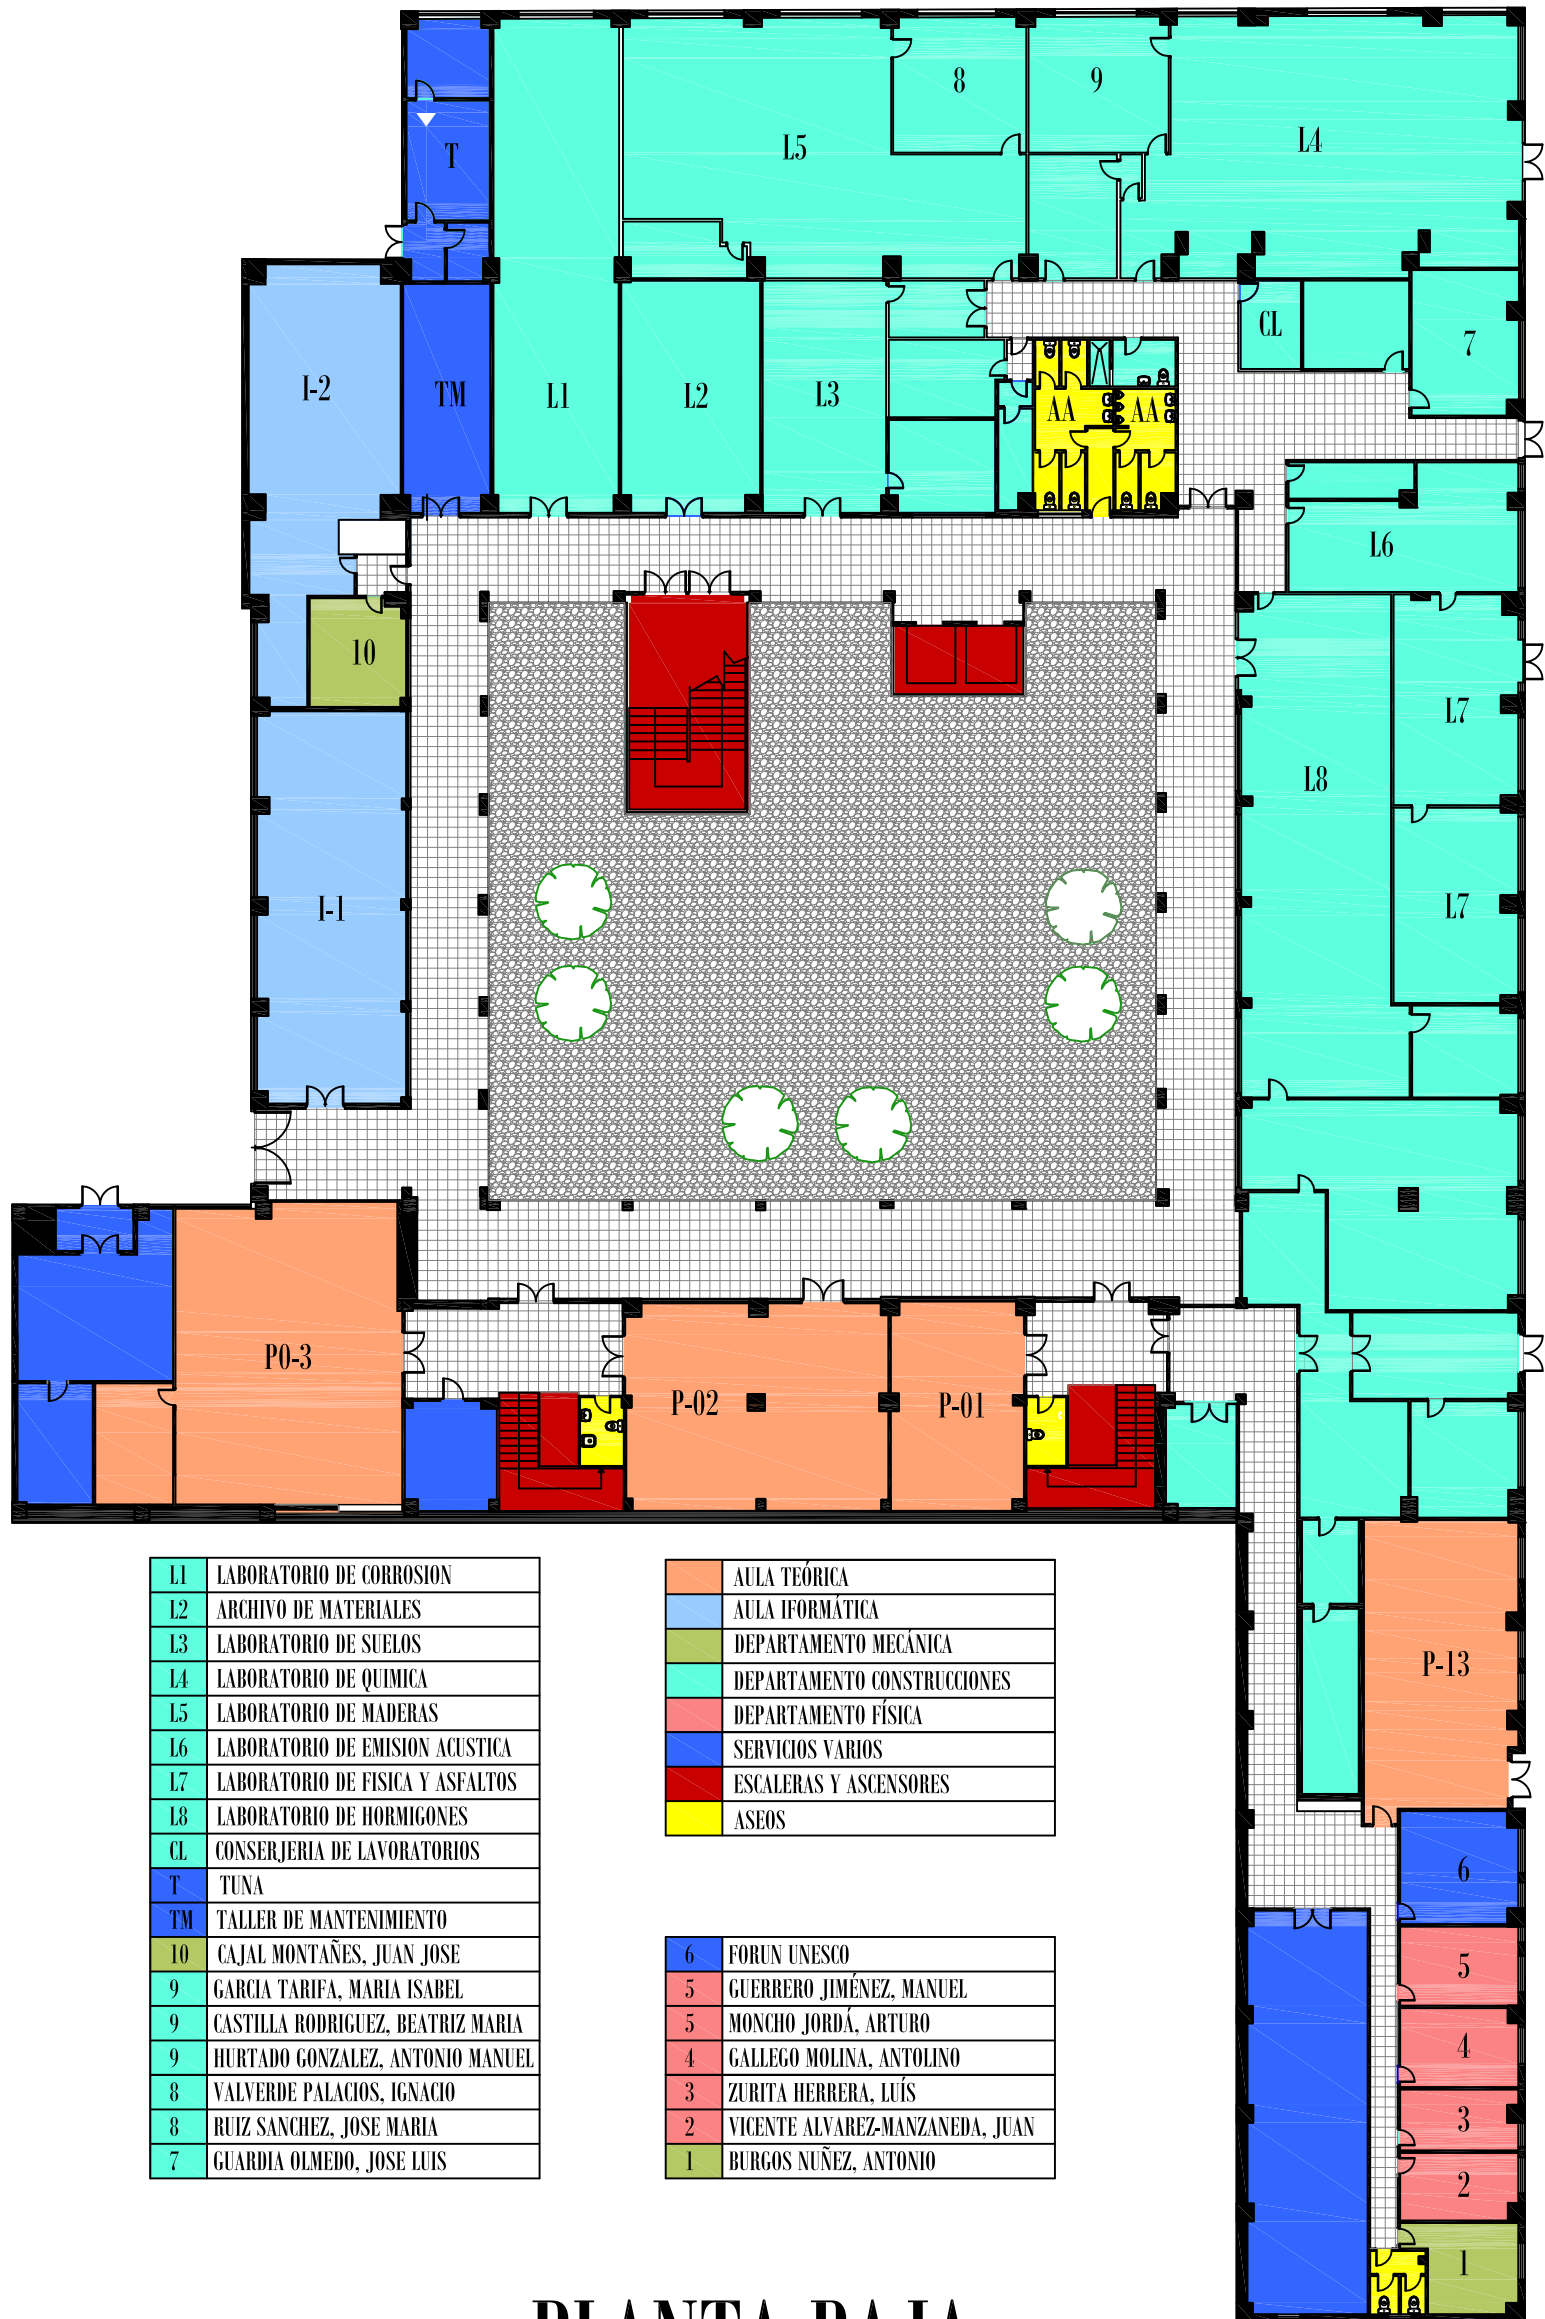 8
9
T
L5
L4
I-2
TM
L1
L2
L3
CL
7
AA
AA
L6
10
L7
L8
I-1
L7
P0-3
P-02
P-01
P-13
6
5
4
3
2
1
L1 LABORATORIO DE CORROSION
L2 ARCHIVO DE MATERIALES
L3 LABORATORIO DE SUELOS
L4 LABORATORIO DE QUIMICA
L5 LABORATORIO DE MADERAS
L6 LABORATORIO DE EMISION ACUSTICA
L7 LABORATORIO DE FISICA Y ASFALTOS
L8 LABORATORIO DE HORMIGONES
CL CONSERJERIA DE LAVORATORIOS
T TUNA
TM TALLER DE MANTENIMIENTO
10 CAJAL MONTAÑES, JUAN JOSE
9 GARCIA TARIFA, MARIA ISABEL
9 CASTILLA RODRIGUEZ, BEATRIZ MARIA
9 HURTADO GONZALEZ, ANTONIO MANUEL
8 VALVERDE PALACIOS, IGNACIO
8 RUIZ SANCHEZ, JOSE MARIA
7 GUARDIA OLMEDO, JOSE LUIS
AULA TEÓRICA
AULA IFORMÁTICA
DEPARTAMENTO MECÁNICA
DEPARTAMENTO CONSTRUCCIONES
DEPARTAMENTO FÍSICA
SERVICIOS VARIOS
ESCALERAS Y ASCENSORES
ASEOS
6 FORUN UNESCO
5 GUERRERO JIMÉNEZ, MANUEL
5 MONCHO JORDÁ, ARTURO
4 GALLEGO MOLINA, ANTOLINO
3 ZURITA HERRERA, LUÍS
2 VICENTE ALVAREZ-MANZANEDA, JUAN
1 BURGOS NUÑEZ, ANTONIO
PLANTA BAJA